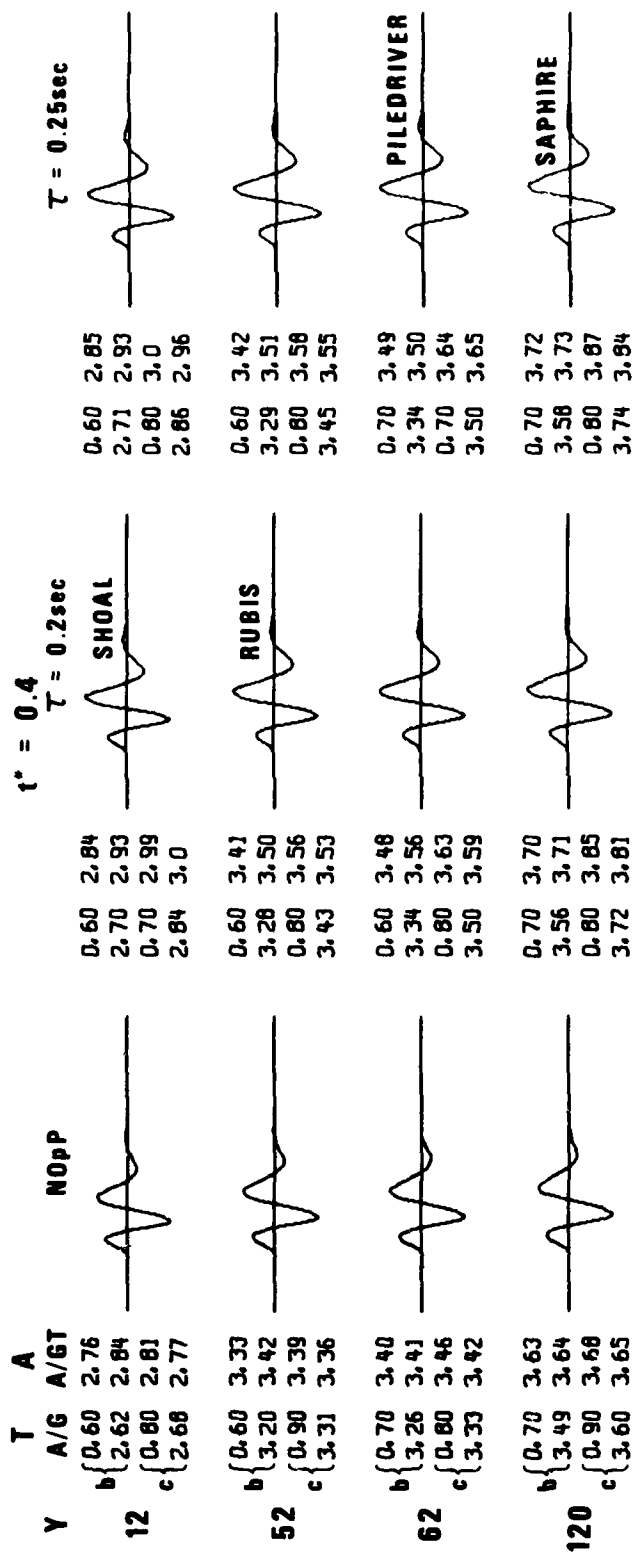 t* = 0.4
T A NOpP τ = 0.2sec τ = 0.25sec
Y A/G A/GT
0.60 2.76 0.60 2.84 SHOAL 0.60 2.85
b{ 2.62 2.84 2.70 2.93 2.71 2.93
12 0.80 2.81 0.70 2.99 0.80 3.0
c{ 2.68 2.77 2.84 3.0 2.86 2.96
0.60 3.33 0.60 3.41 RUBIS 0.60 3.42
b{ 3.20 3.42 3.28 3.50 3.29 3.51
52 0.90 3.39 0.80 3.56 0.80 3.58
c{ 3.31 3.36 3.43 3.53 3.45 3.55
0.70 3.40 0.60 3.48 0.70 3.49 PILEDRIVER
b{ 3.26 3.41 3.34 3.56 3.34 3.50
62 0.80 3.46 0.80 3.63 0.70 3.64
c{ 3.33 3.42 3.50 3.59 3.50 3.65
0.70 3.63 0.70 3.70 0.70 3.72 SAPHIRE
b{ 3.49 3.64 3.56 3.71 3.58 3.73
120 0.90 3.68 0.80 3.85 0.80 3.87
c{ 3.60 3.65 3.72 3.81 3.74 3.84